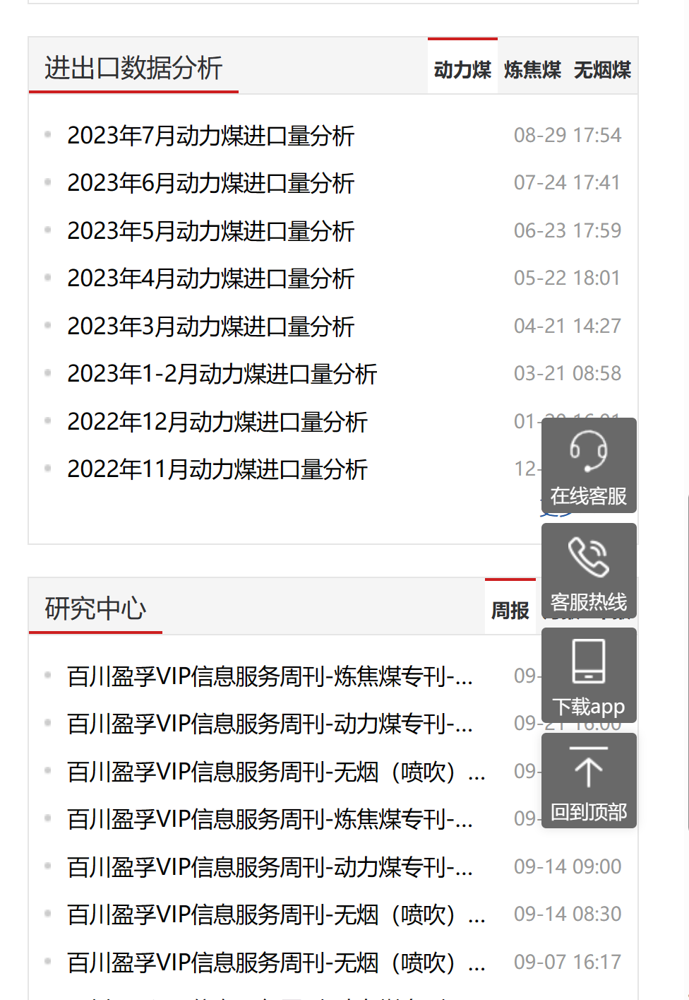 进出口数据分析 动力煤 炼焦煤 无烟煤
2023年7月动力煤进口量分析 08-29 17:54
2023年6月动力煤进口量分析 07-24 17:41
2023年5月动力煤进口量分析 06-23 17:59
2023年4月动力煤进口量分析 05-22 18:01
2023年3月动力煤进口量分析 04-21 14:27
2023年1-2月动力煤进口量分析 03-21 08:58
2022年12月动力煤进口量分析 01-
2022年11月动力煤进口量分析 12-
在线客服
客服热线
研究中心 周报
百川盈孚VIP信息服务周刊-炼焦煤专刊-... 09-
下载app
百川盈孚VIP信息服务周刊-动力煤专刊-... 09-21 16:00
百川盈孚VIP信息服务周刊-无烟（喷吹）... 09-
百川盈孚VIP信息服务周刊-炼焦煤专刊-... 09-
回到顶部
百川盈孚VIP信息服务周刊-动力煤专刊-... 09-14 09:00
百川盈孚VIP信息服务周刊-无烟（喷吹）... 09-14 08:30
百川盈孚VIP信息服务周刊-无烟（喷吹）... 09-07 16:17